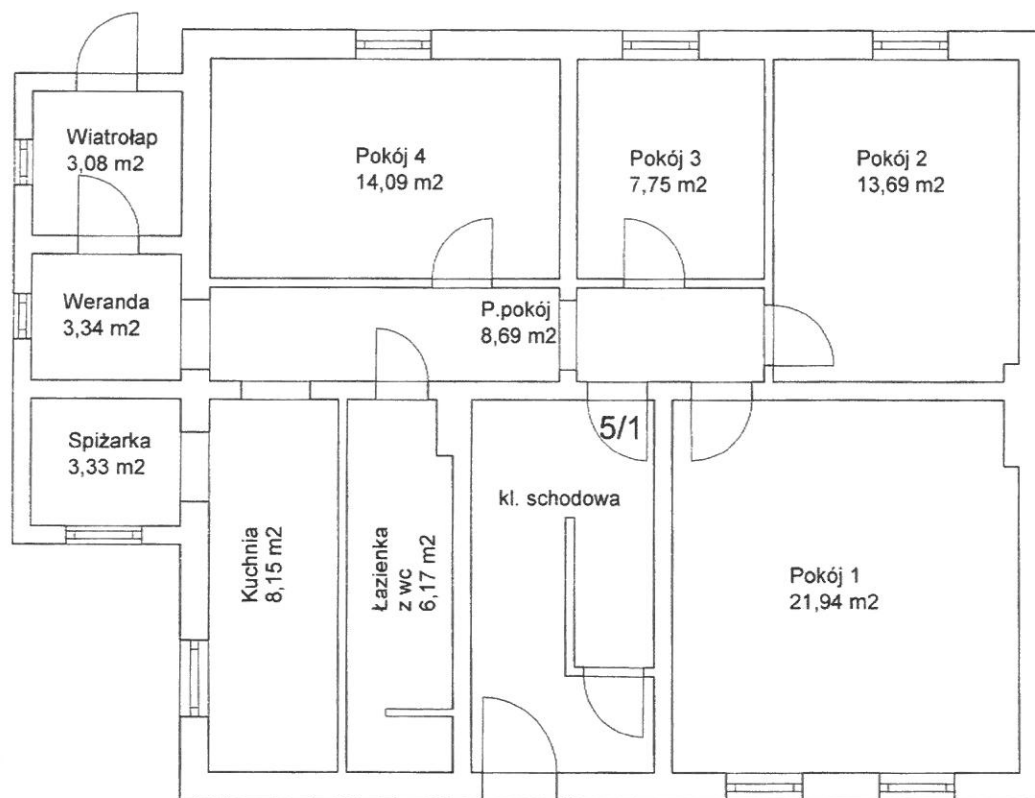 Wiatrołap
3,08 m2
Pokój 4
14,09 m2
Pokój 3
7,75 m2
Pokój 2
13,69 m2
Weranda
3,34 m2
P.pokój
8,69 m2
Spiżarka
3,33 m2
5/1
kl. schodowa
Kuchnia
8,15 m2
Łazienka
z wc
6,17 m2
Pokój 1
21,94 m2